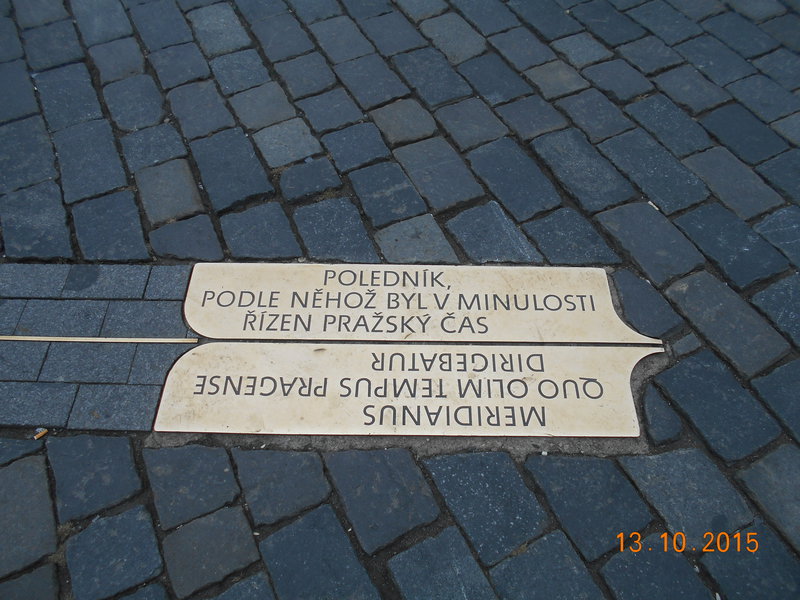 POLEDNÍK,
PODLE NĚHOŽ BYL V MINULOSTI
ŘÍZEN PRAŽSKÝ ČAS
MERIDIANUS
QUO OLIM TEMPUS PRAGENSE
DIRIGEBATUR
13.10.2015